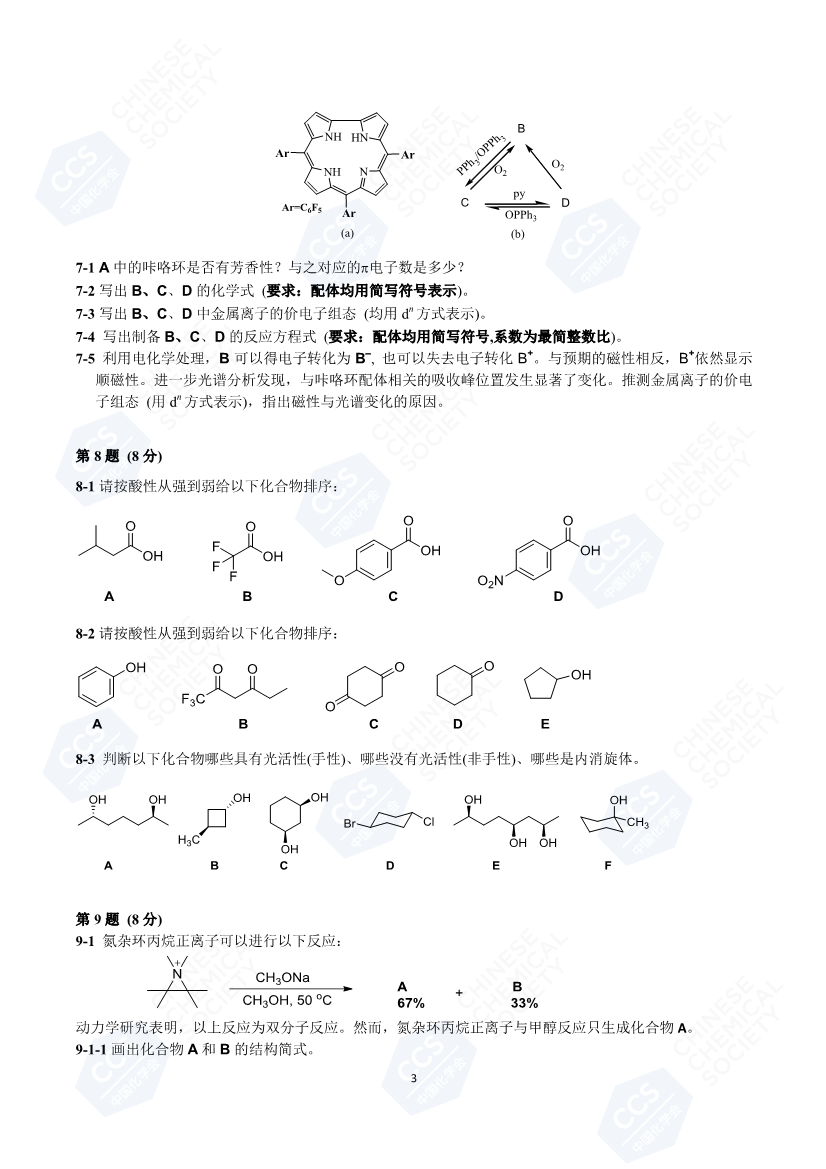 NH HN
Ar Ar
NH N
Ar=C6F5 Ar
(a)
B
PPh3/OPPh3
O2
O2
C py D
OPPh3
(b)
7-1 A 中的咔咯环是否有芳香性？与之对应的π电子数是多少？
7-2 写出 B、C、D 的化学式 (要求：配体均用简写符号表示)。
7-3 写出 B、C、D 中金属离子的价电子组态 (均用 dⁿ 方式表示)。
7-4 写出制备 B、C、D 的反应方程式 (要求：配体均用简写符号,系数为最简整数比)。
7-5 利用电化学处理，B 可以得电子转化为 B⁻, 也可以失去电子转化 B⁺。与预期的磁性相反，B⁺依然显示
顺磁性。进一步光谱分析发现，与咔咯环配体相关的吸收峰位置发生显著了变化。推测金属离子的价电
子组态 (用 dⁿ 方式表示)，指出磁性与光谱变化的原因。
第 8 题 (8 分)
8-1 请按酸性从强到弱给以下化合物排序：
O OH
F F F O OH
O O OH
O2N O OH
A B C D
8-2 请按酸性从强到弱给以下化合物排序：
OH
F3C O O
O O
O
OH
A B C D E
8-3 判断以下化合物哪些具有光活性(手性)、哪些没有光活性(非手性)、哪些是内消旋体。
OH OH
OH H3C
OH OH
Br Cl
OH OH OH
OH CH3
A B C D E F
第 9 题 (8 分)
9-1 氮杂环丙烷正离子可以进行以下反应：
N+
CH3ONa
CH3OH, 50 oC
A + B
67% 33%
动力学研究表明，以上反应为双分子反应。然而，氮杂环丙烷正离子与甲醇反应只生成化合物 A。
9-1-1 画出化合物 A 和 B 的结构简式。
3
CCS
中国化学会
CHINESE
CHEMICAL
SOCIETY